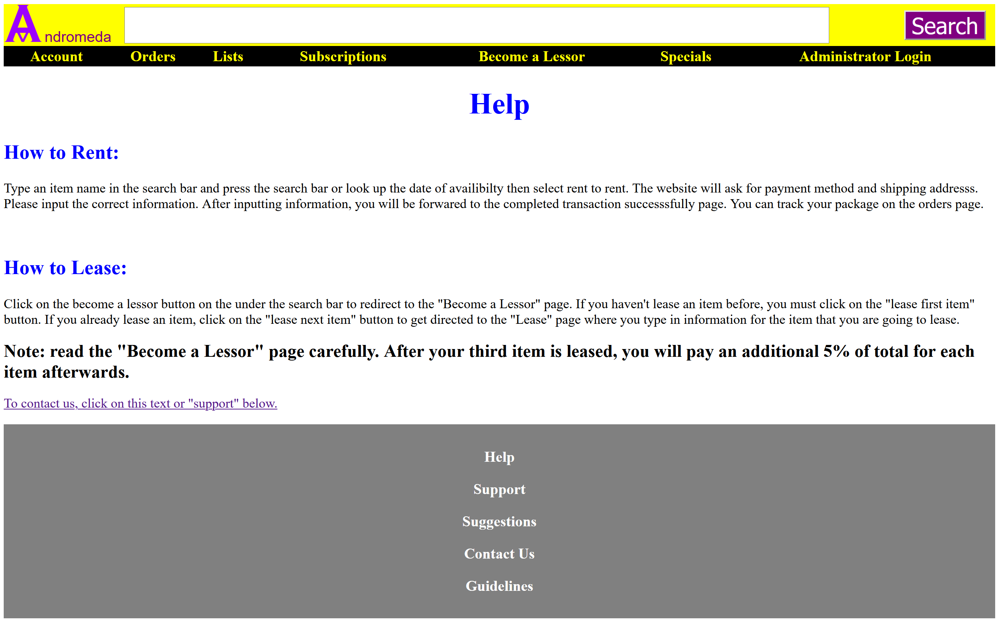 Andromeda
Search
Account Orders Lists Subscriptions Become a Lessor Specials Administrator Login
Help
How to Rent:
Type an item name in the search bar and press the search bar or look up the date of availibilty then select rent to rent. The website will ask for payment method and shipping addresss.
Please input the correct information. After inputting information, you will be forwared to the completed transaction successsfully page. You can track your package on the orders page.
How to Lease:
Click on the become a lessor button on the under the search bar to redirect to the "Become a Lessor" page. If you haven't lease an item before, you must click on the "lease first item"
button. If you already lease an item, click on the "lease next item" button to get directed to the "Lease" page where you type in information for the item that you are going to lease.
Note: read the "Become a Lessor" page carefully. After your third item is leased, you will pay an additional 5% of total for each
item afterwards.
To contact us, click on this text or "support" below.
Help
Support
Suggestions
Contact Us
Guidelines